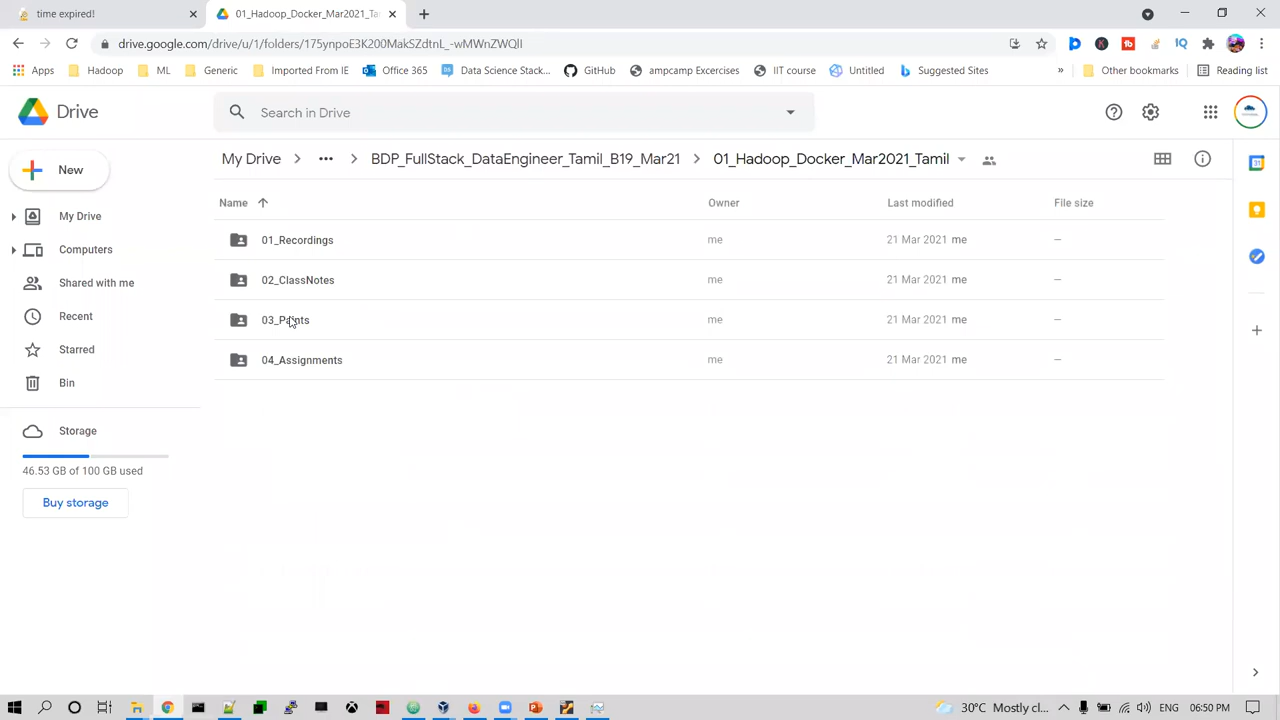 time expired!
01_Hadoop_Docker_Mar2021_Ta
drive.google.com/drive/u/1/folders/175ynpoE3K200MakSZdtnL_-wMWnZWQlI
Apps
Hadoop
ML
Generic
Imported From IE
Office 365
Data Science Stack...
GitHub
ampcamp Excercises
IIT course
Untitled
Suggested Sites
»
Other bookmarks
Reading list
Drive
Search in Drive
New
My Drive
BDP_FullStack_DataEngineer_Tamil_B19_Mar21
01_Hadoop_Docker_Mar2021_Tamil
Name
Owner
Last modified
File size
My Drive
Computers
Shared with me
Recent
Starred
Bin
Storage
46.53 GB of 100 GB used
Buy storage
01_Recordings me 21 Mar 2021 me –
02_ClassNotes me 21 Mar 2021 me –
me 21 Mar 2021 me –
04_Assignments me 21 Mar 2021 me –
30°C Mostly cl...
ENG
06:50 PM